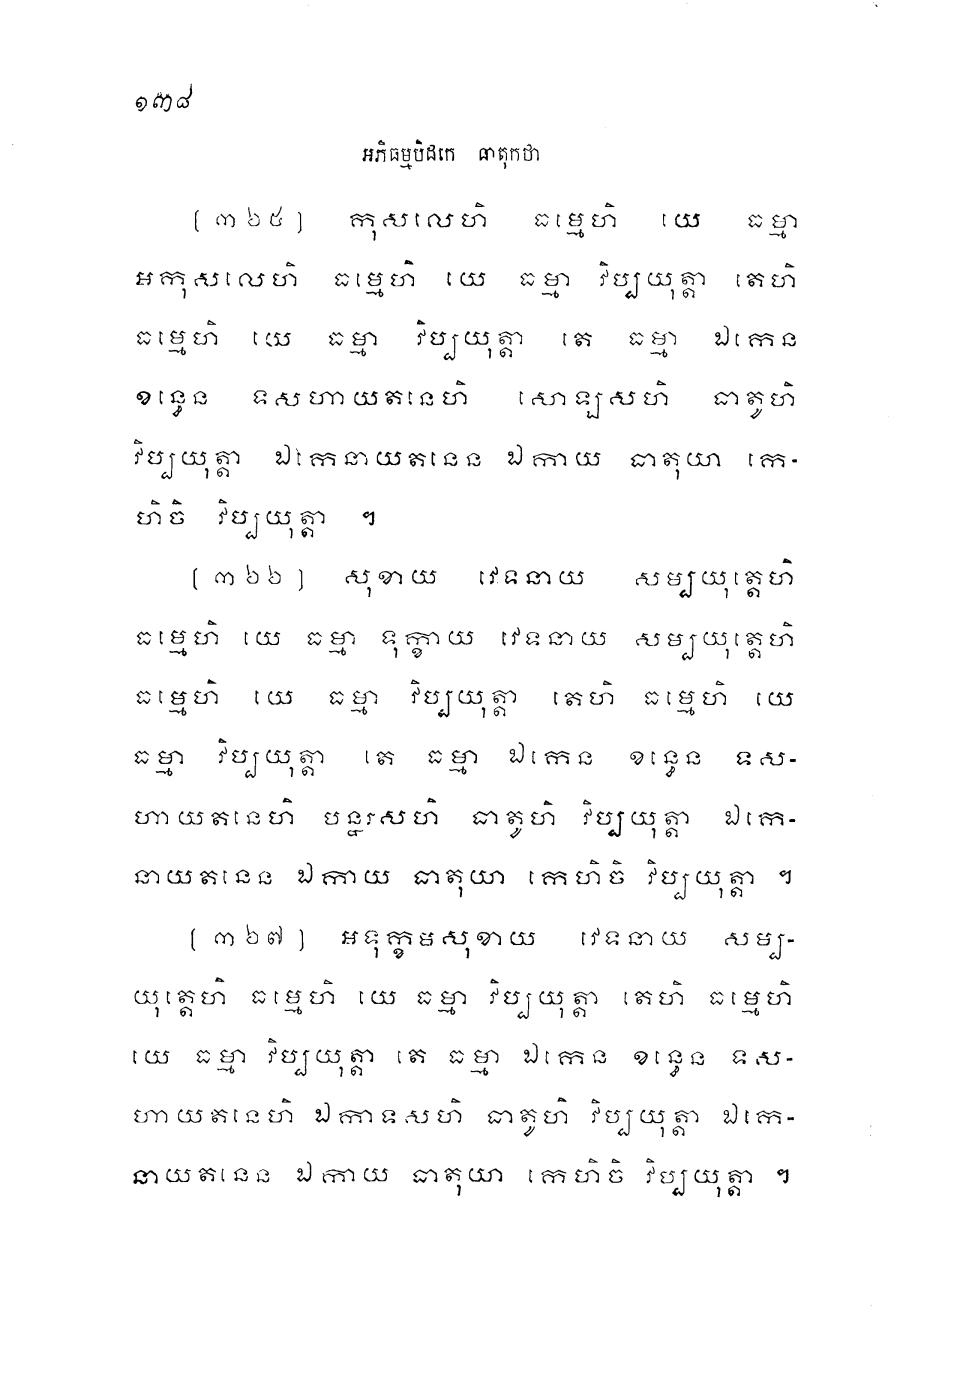 ១៣៨
អភិធម្មបិដកេ ធាតុកថា
[ ៣៦៥ ] កុសលេហិ ធម្មេហិ យេ ធម្មា
អកុសលេហិ ធម្មេហិ យេ ធម្មា វិប្បយុត្តា តេហិ
ធម្មេហិ យេ ធម្មា វិប្បយុត្តា តេ ធម្មា ឯកេន
ខន្ធេន ទសហាយតនេហិ សោឡសហិ ធាតូហិ
វិប្បយុត្តា ឯកេនាយតនេន ឯកាយ ធាតុយា កេ-
ហិចិ វិប្បយុត្តា ។
[ ៣៦៦ ] សុខាយ វេទនាយ សម្បយុត្តេហិ
ធម្មេហិ យេ ធម្មា ទុក្ខាយ វេទនាយ សម្បយុត្តេហិ
ធម្មេហិ យេ ធម្មា វិប្បយុត្តា តេហិ ធម្មេហិ យេ
ធម្មា វិប្បយុត្តា តេ ធម្មា ឯកេន ខន្ធេន ទស-
ហាយតនេហិ បន្នរសហិ ធាតូហិ វិប្បយុត្តា ឯកេ-
នាយតនេន ឯកាយ ធាតុយា កេហិចិ វិប្បយុត្តា ។
[ ៣៦៧ ] អទុក្ខមសុខាយ វេទនាយ សម្ប-
យុត្តេហិ ធម្មេហិ យេ ធម្មា វិប្បយុត្តា តេហិ ធម្មេហិ
យេ ធម្មា វិប្បយុត្តា តេ ធម្មា ឯកេន ខន្ធេន ទស-
ហាយតនេហិ ឯកាទសហិ ធាតូហិ វិប្បយុត្តា ឯកេ-
នាយតនេន ឯកាយ ធាតុយា កេហិចិ វិប្បយុត្តា ។